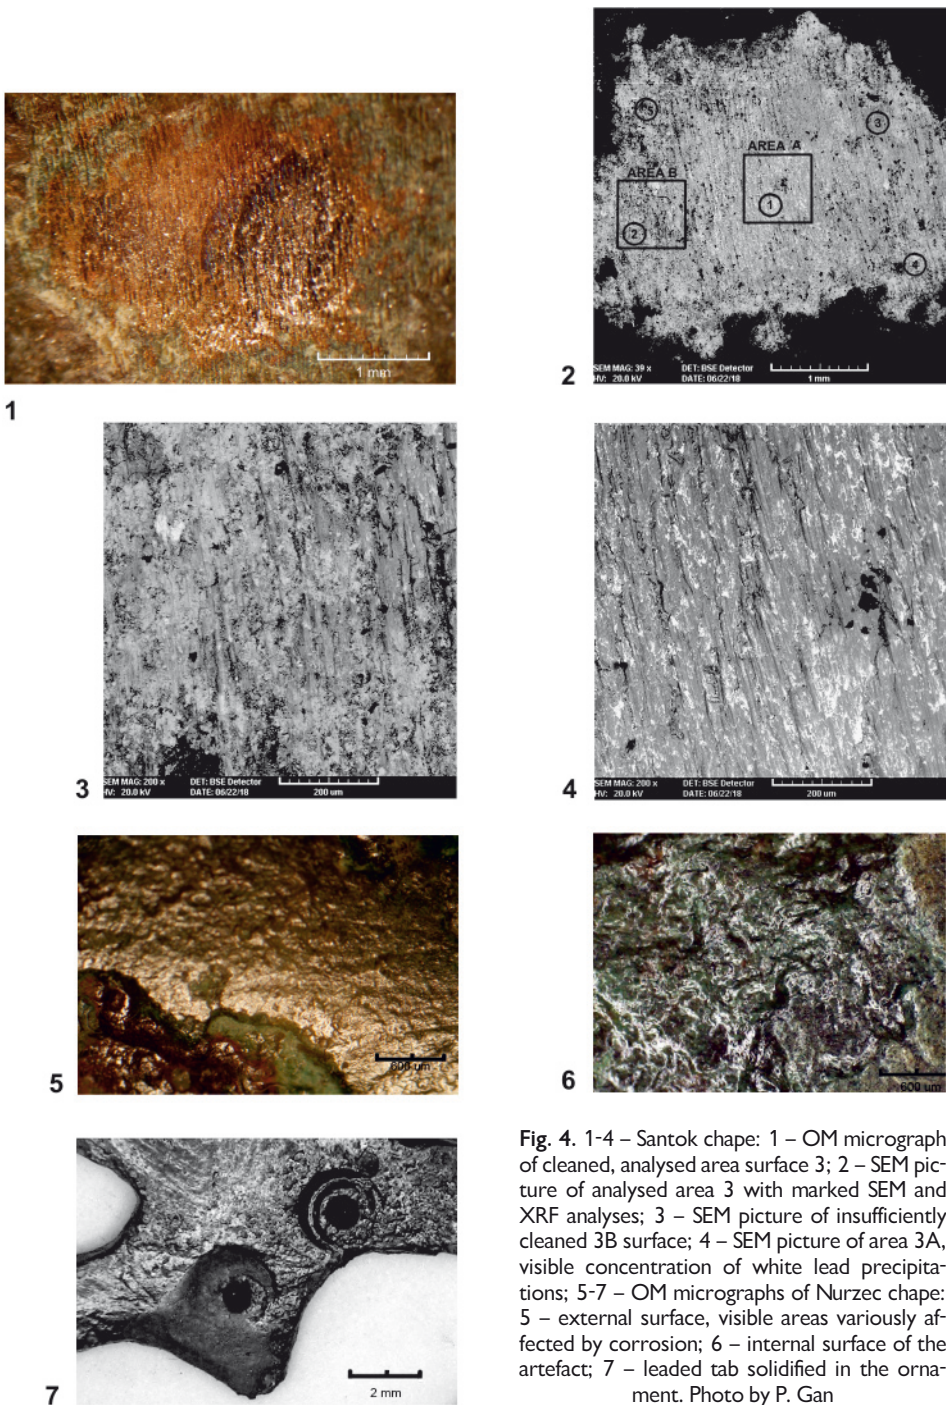 1 mm
1
AREA A
AREA B
5
3
1
2
4
SEM MAG: 39 x DET: BSE Detector
HV: 20.0 kV DATE: 06/22/18 1 mm
2
SEM MAG: 200 x DET: BSE Detector
HV: 20.0 kV DATE: 06/22/18 200 um
3
SEM MAG: 200 x DET: BSE Detector
HV: 20.0 kV DATE: 06/22/18 200 um
4
600 um
5
600 um
6
2 mm
7
Fig. 4. 1-4 – Santok chape: 1 – OM micrograph
of cleaned, analysed area surface 3; 2 – SEM pic-
ture of analysed area 3 with marked SEM and
XRF analyses; 3 – SEM picture of insufficiently
cleaned 3B surface; 4 – SEM picture of area 3A,
visible concentration of white lead precipita-
tions; 5-7 – OM micrographs of Nurzec chape:
5 – external surface, visible areas variously af-
fected by corrosion; 6 – internal surface of the
artefact; 7 – leaded tab solidified in the orna-
ment. Photo by P. Gan